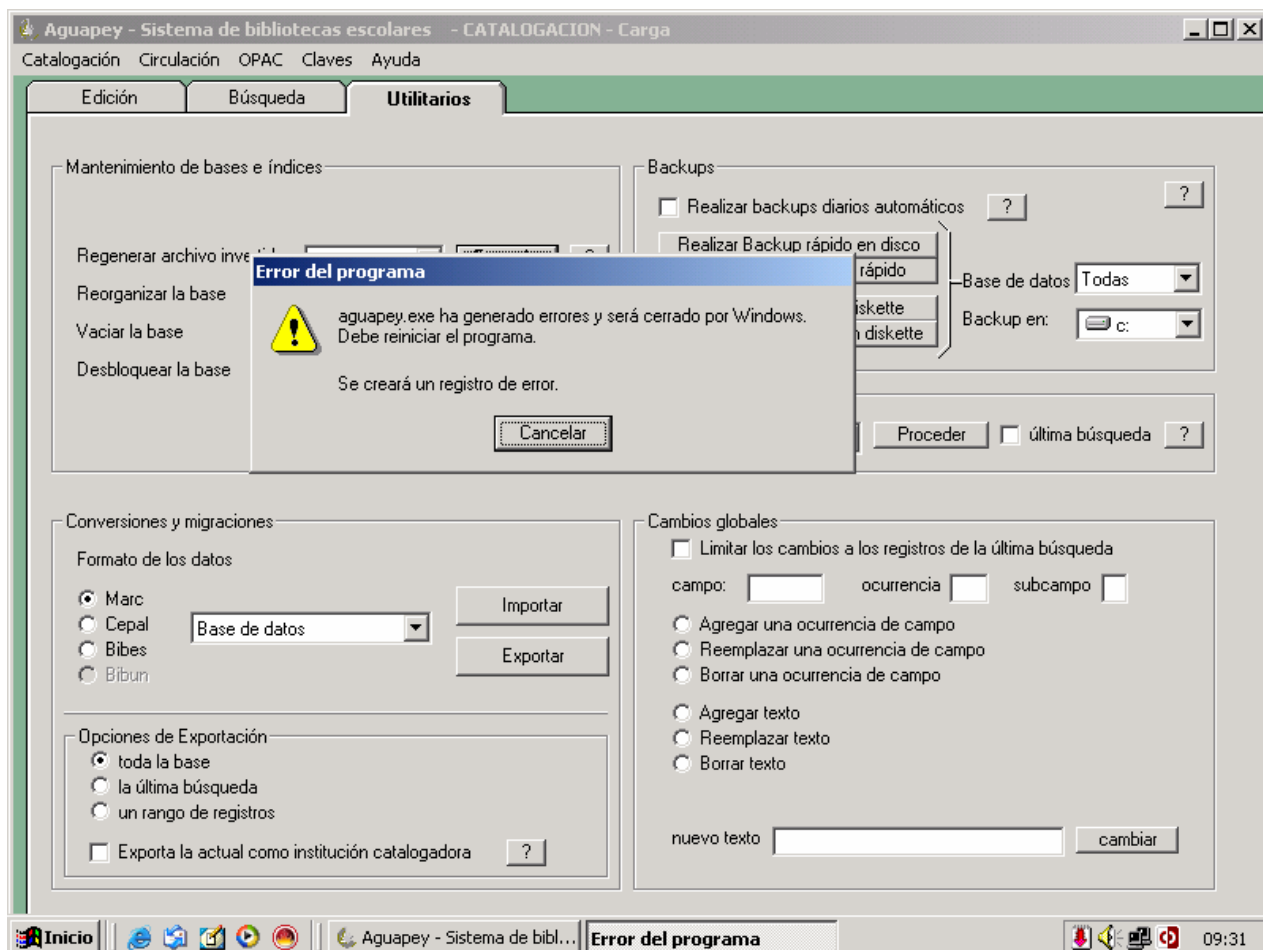 Aguapey - Sistema de bibliotecas escolares - CATALOGACION - Carga
Catalogación Circulación OPAC Claves Ayuda
Edición Búsqueda Utilitarios
Mantenimiento de bases e índices
Regenerar archivo
Reorganizar la base
Vaciar la base
Desbloquear la base
Backups
?
Realizar backups diarios automáticos ?
Realizar Backup rápido en disco
rápido
diskette
diskette
Base de datos Todas
Backup en: c:
Error del programa
aguapey.exe ha generado errores y será cerrado por Windows.
Debe reiniciar el programa.
Se creará un registro de error.
Cancelar
Proceder última búsqueda ?
Conversiones y migraciones
Formato de los datos
Marc
Cepal
Bibes
Bibun
Base de datos
Importar
Exportar
Opciones de Exportación
toda la base
la última búsqueda
un rango de registros
Exporta la actual como institución catalogadora ?
Cambios globales
Limitar los cambios a los registros de la última búsqueda
campo: ocurrencia subcampo
Agregar una ocurrencia de campo
Reemplazar una ocurrencia de campo
Borrar una ocurrencia de campo
Agregar texto
Reemplazar texto
Borrar texto
nuevo texto cambiar
Inicio Aguapey - Sistema de bibl... Error del programa 09:31